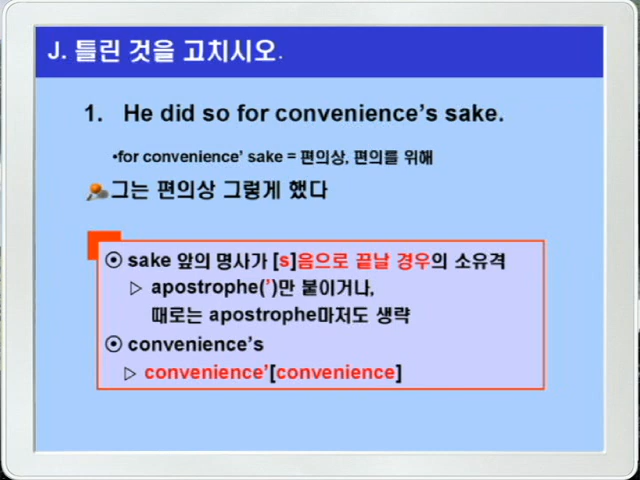 J. 틀린 것을 고치시오.
1. He did so for convenience's sake.
•for convenience' sake = 편의상, 편의를 위해
그는 편의상 그렇게 했다
⊙ sake 앞의 명사가 [s]음으로 끝날 경우의 소유격
▷ apostrophe(')만 붙이거나,
때로는 apostrophe마저도 생략
⊙ convenience's
▷ convenience'[convenience]